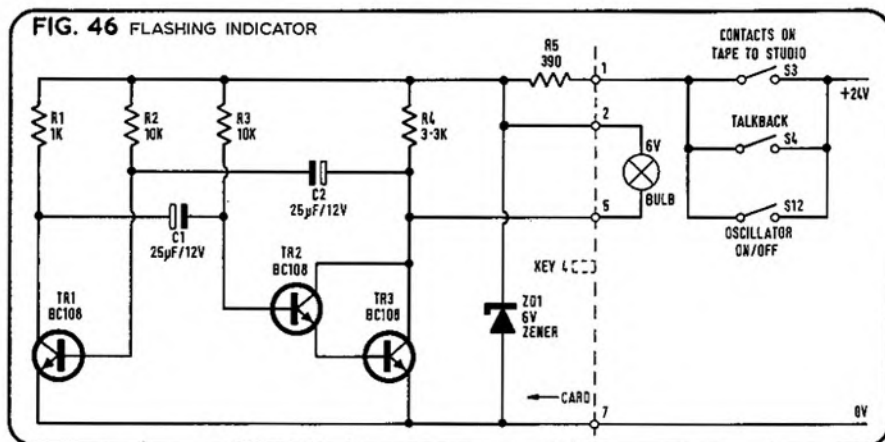 FIG. 46 FLASHING INDICATOR
CONTACTS ON
TAPE TO STUDIO
S3
+24V
R5
390
1
R1
1K
R2
10K
R3
10K
R4
3·3K
2
TALKBACK
S4
6V
BULB
C2
25µF/12V
5
S12
OSCILLATOR
ON/OFF
C1
25µF/12V
KEY 4
TR2
BC108
TR1
BC108
TR3
BC108
Z01
6V
ZENER
CARD
7
0V